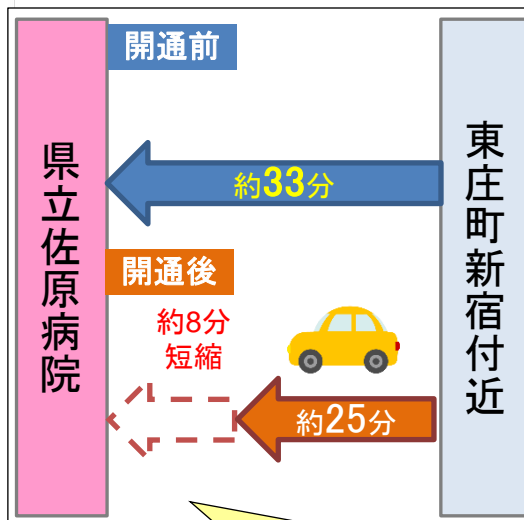 開通前
県立佐原病院
東庄町新宿付近
約33分
開通後
約8分
短縮
約25分